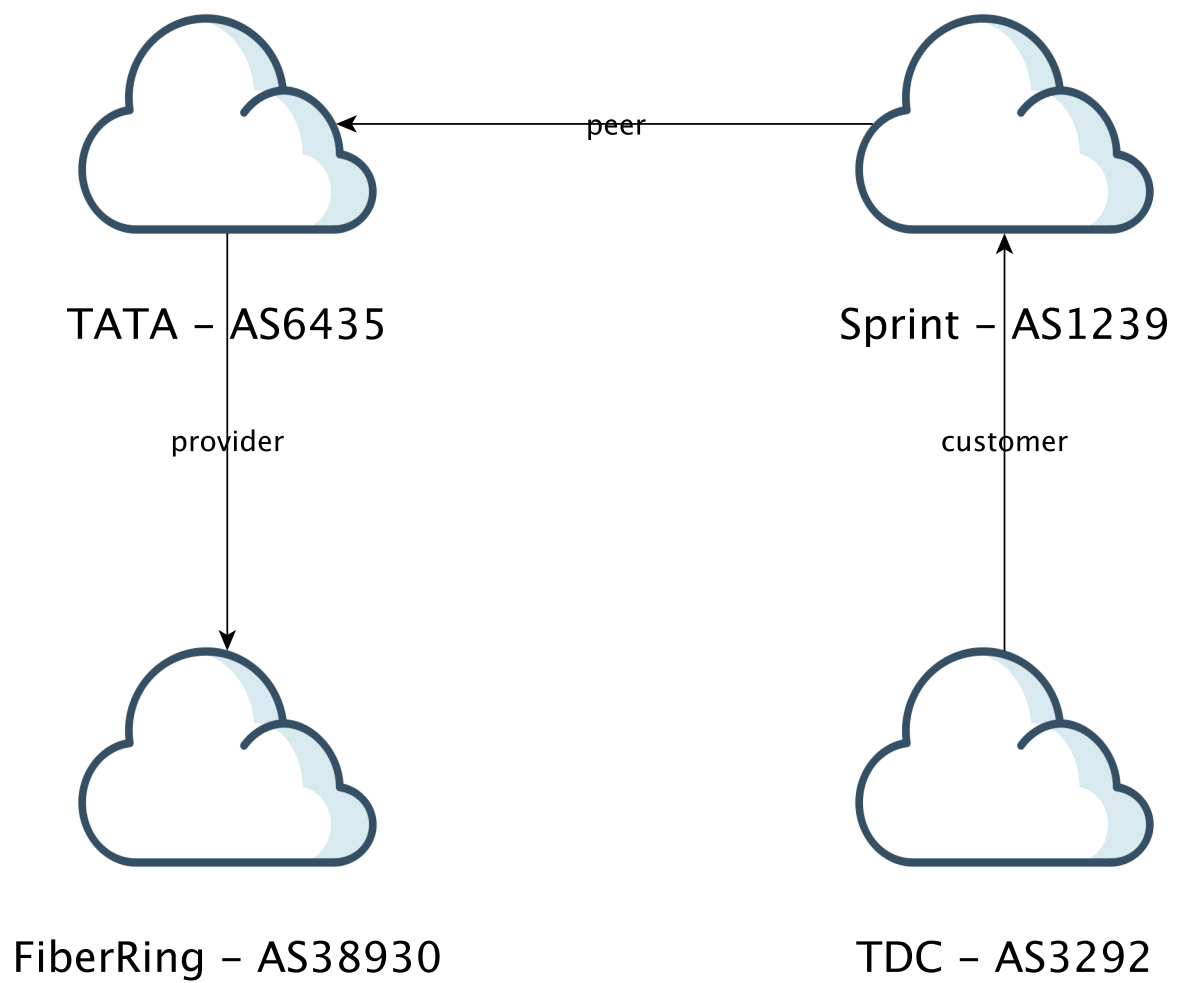 peer
TATA – AS6435
Sprint – AS1239
provider
customer
FiberRing – AS38930
TDC – AS3292